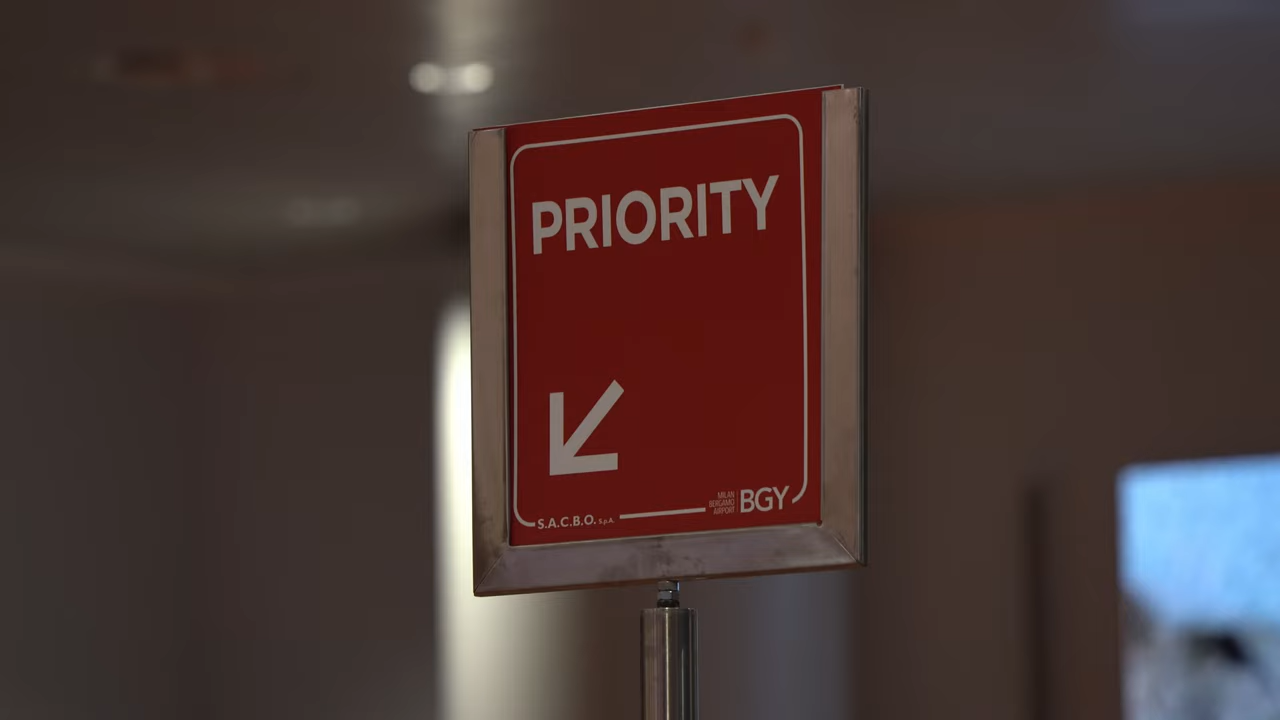 PRIORITY
S.A.C.B.O. S.p.A.
MILAN
BERGAMO
AIRPORT
BGY